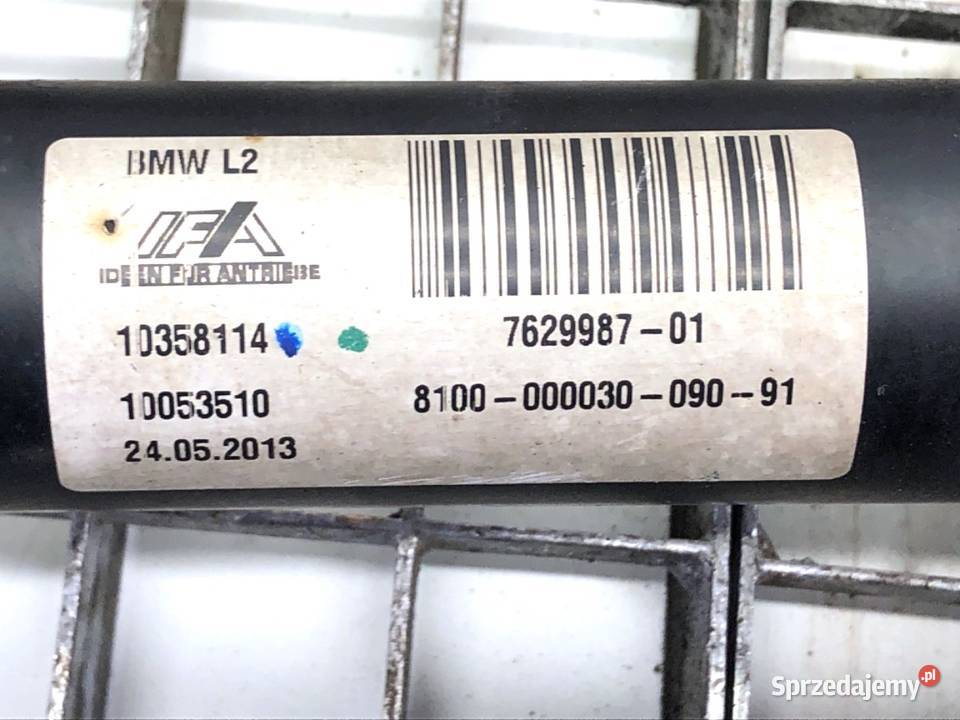 BMW L2
IFA
IDEEN FÜR ANTRIEBE
10358114
7629987-01
10053510
8100-000030-090-91
24.05.2013
Sprzedajemy.pl